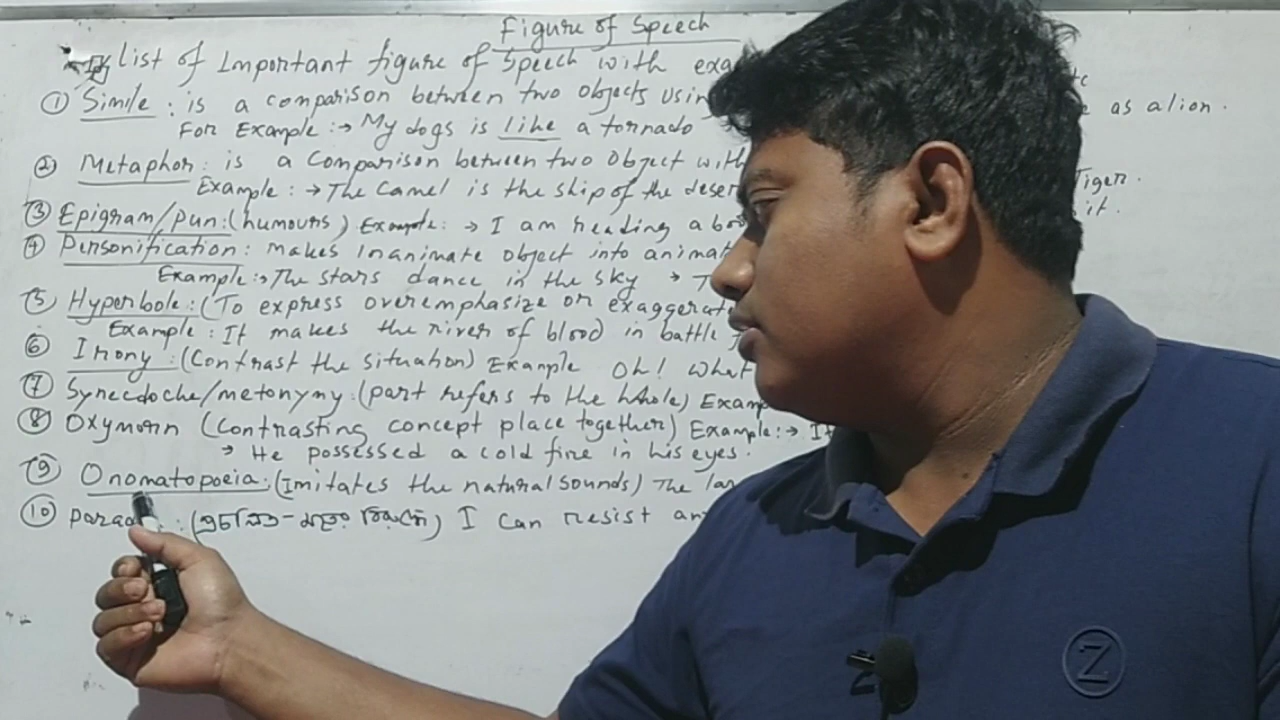 Figure of Speech
list of Important figure of Speech with exa
① Simile : is a comparison between two objects usin as a lion.
For Example :→ My dogs is like a tornado
② Metaphor : is a Comparison between two Object with Tiger.
Example : → The Camel is the ship of the deser it.
③ Epigram/pun : (humours) Example : → I am reading a bo
④ Personification : makes Inanimate object into animat
Example :→ The stars dance in the sky →
⑤ Hyperbole : (To express overemphasize or exaggerat
Example : It makes the river of blood in battle
⑥ Irony : (Contrast the situation) Example Oh! What
⑦ Synecdoche/metonymy : (part refers to the whole) Examp
⑧ Oxymorn (Contrasting concept place together) Example : → It
→ He possessed a cold fire in his eyes.
⑨ Onomatopoeia : (Imitates the natural sounds) The lar
⑩ parad : (প্রচলিত-মতের বিরুদ্ধে) I can resist an
Z